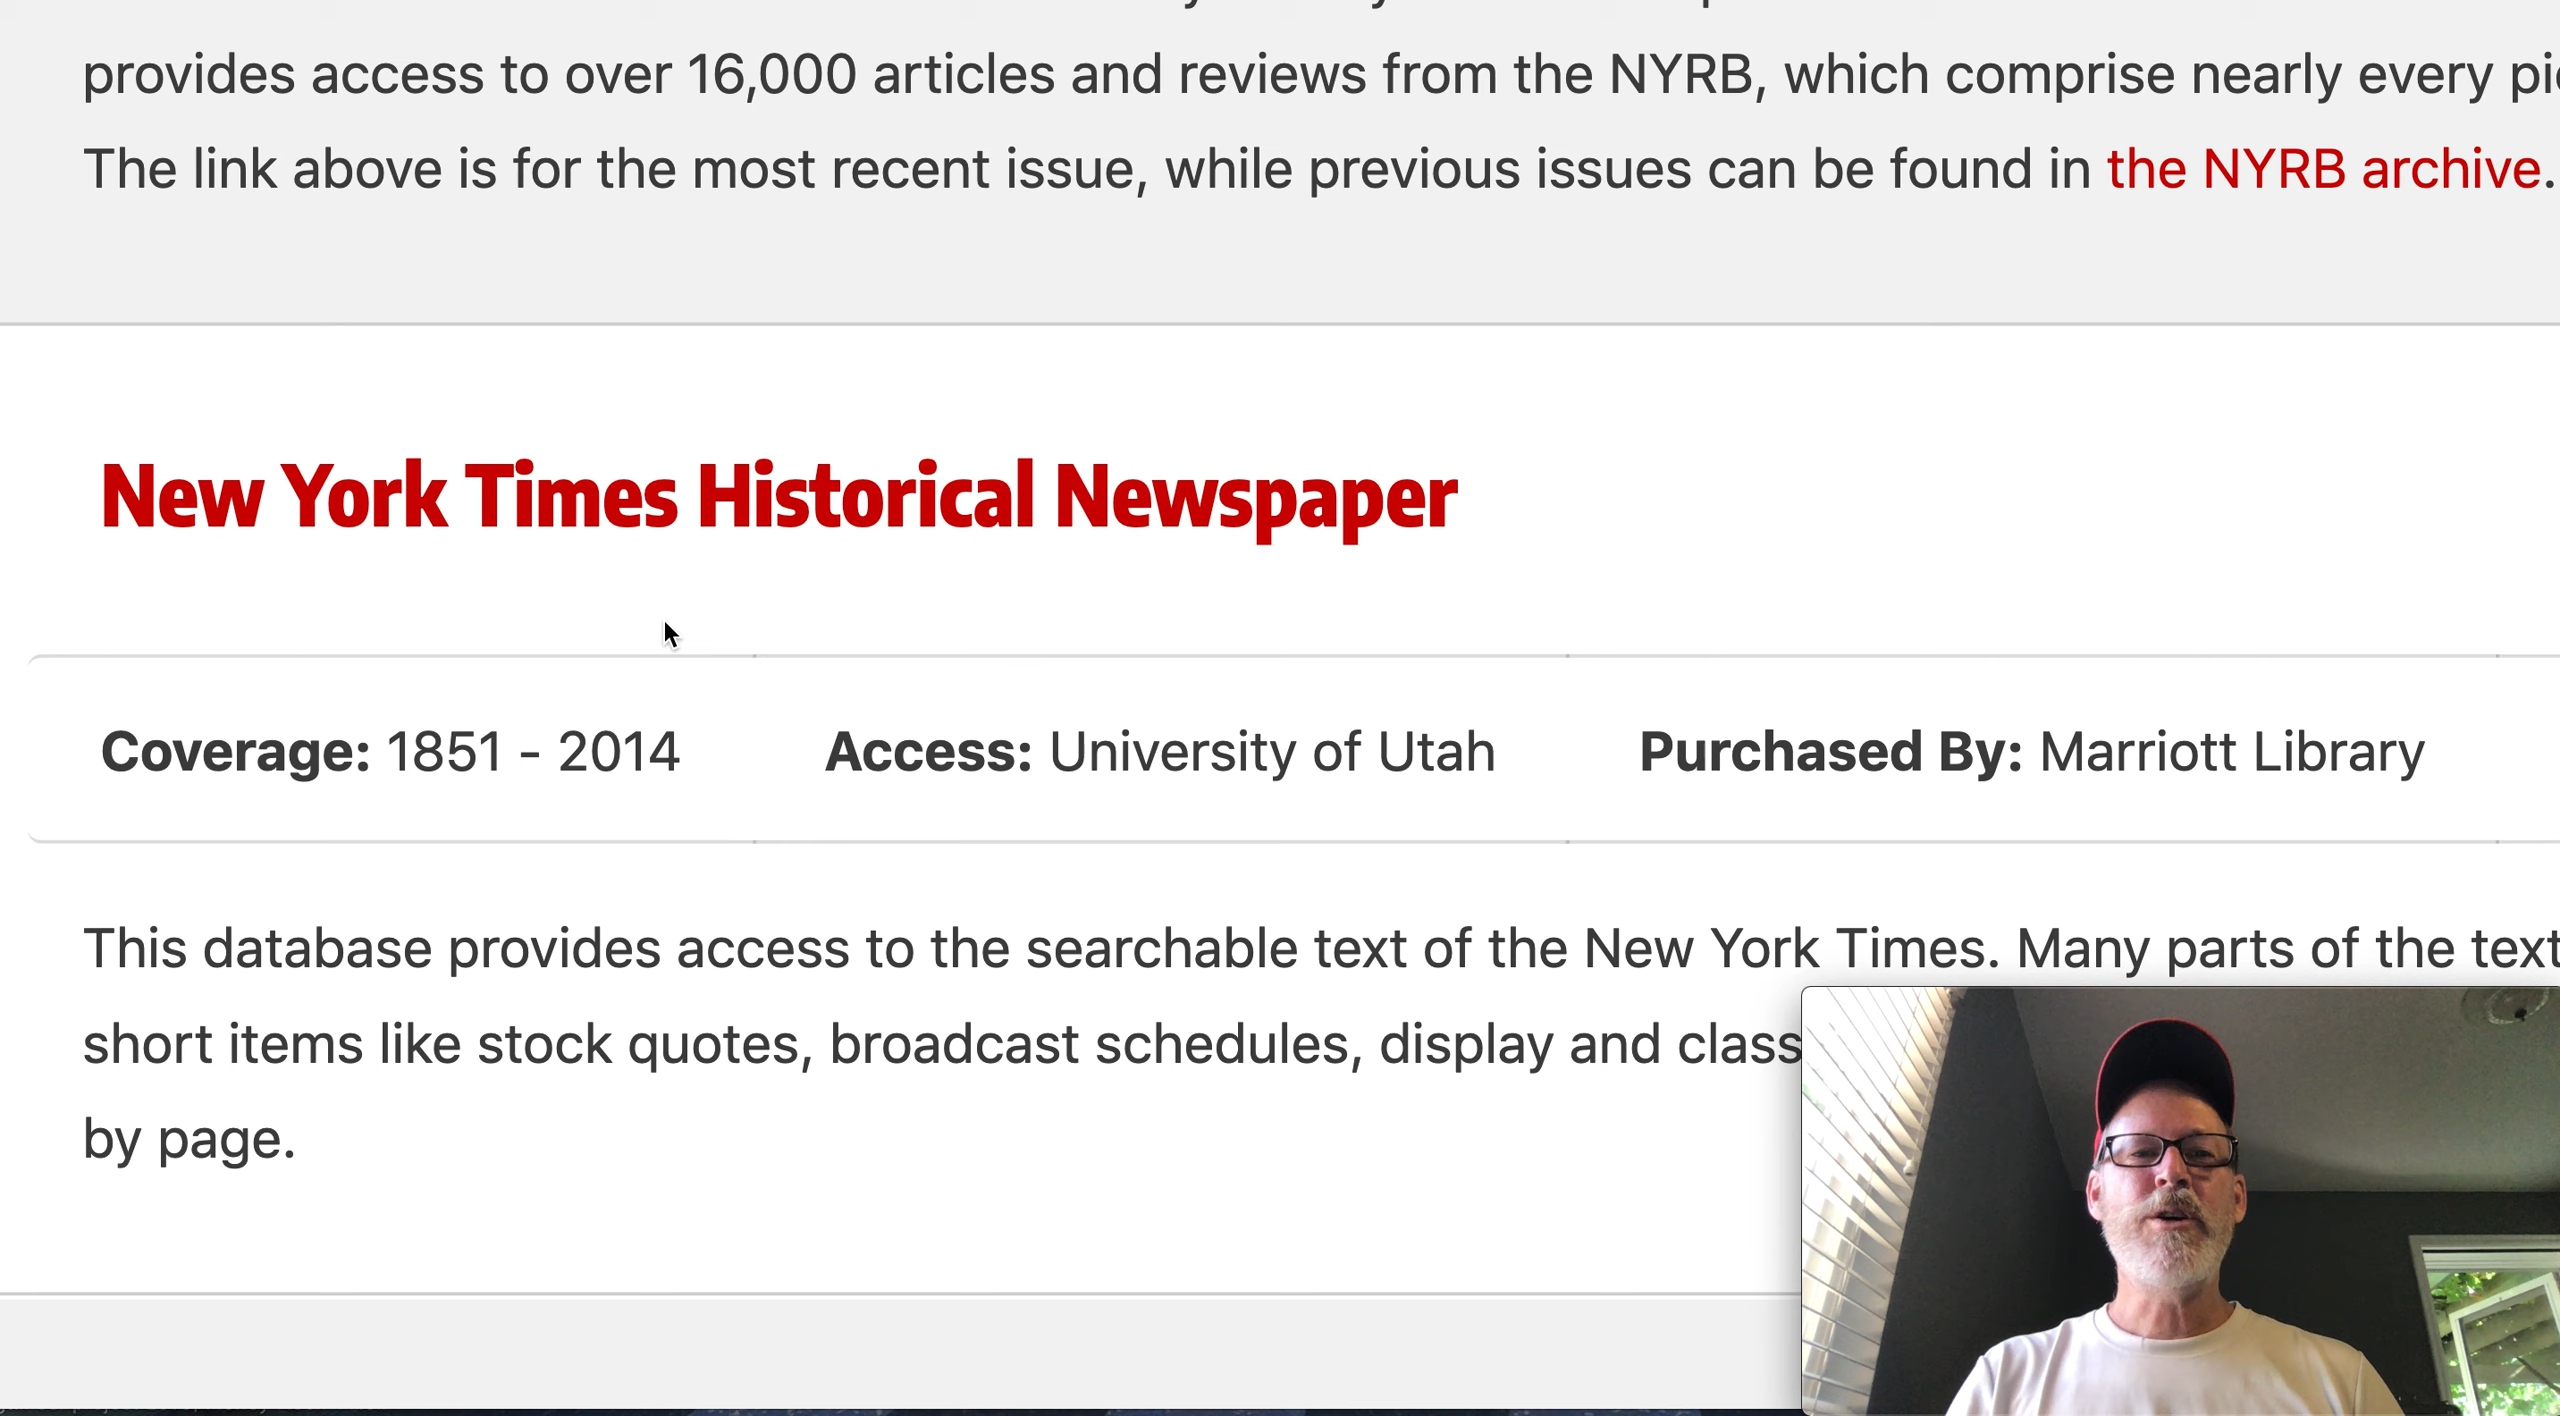 provides access to over 16,000 articles and reviews from the NYRB, which comprise nearly every
The link above is for the most recent issue, while previous issues can be found in the NYRB archive.
New York Times Historical Newspaper
Coverage: 1851 - 2014 Access: University of Utah Purchased By: Marriott Library
This database provides access to the searchable text of the New York Times. Many parts of the text
short items like stock quotes, broadcast schedules, display and class
by page.